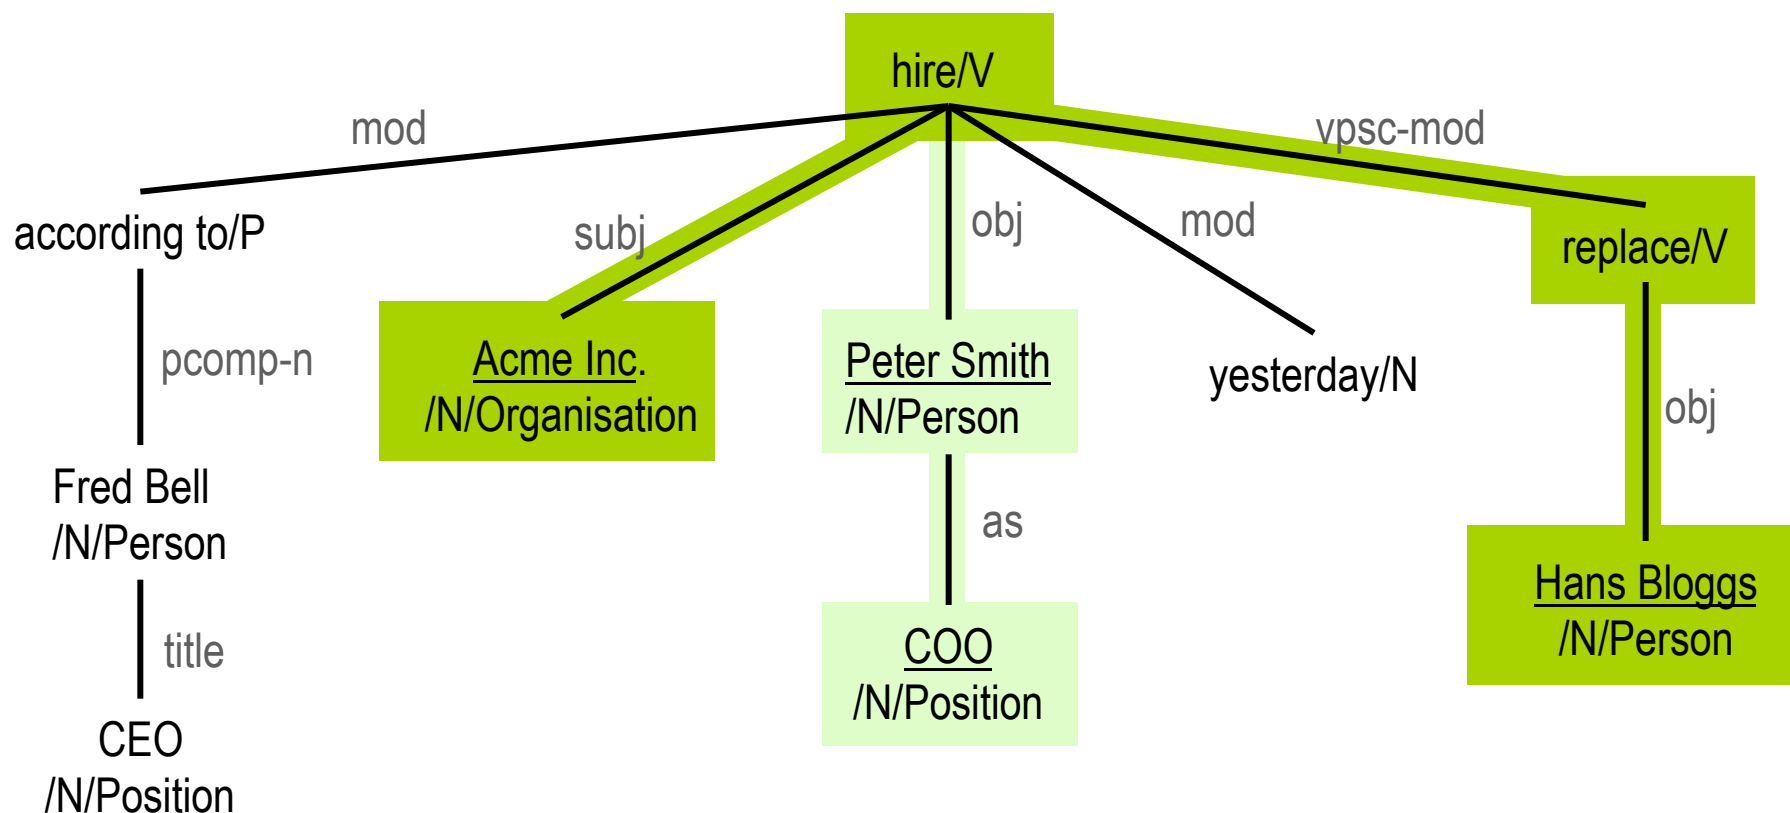 hire/V
mod
vpsc-mod
according to/P
subj
obj
mod
replace/V
pcomp-n
Acme Inc.
/N/Organisation
Peter Smith
/N/Person
yesterday/N
obj
Fred Bell
/N/Person
as
Hans Bloggs
/N/Person
title
COO
/N/Position
CEO
/N/Position